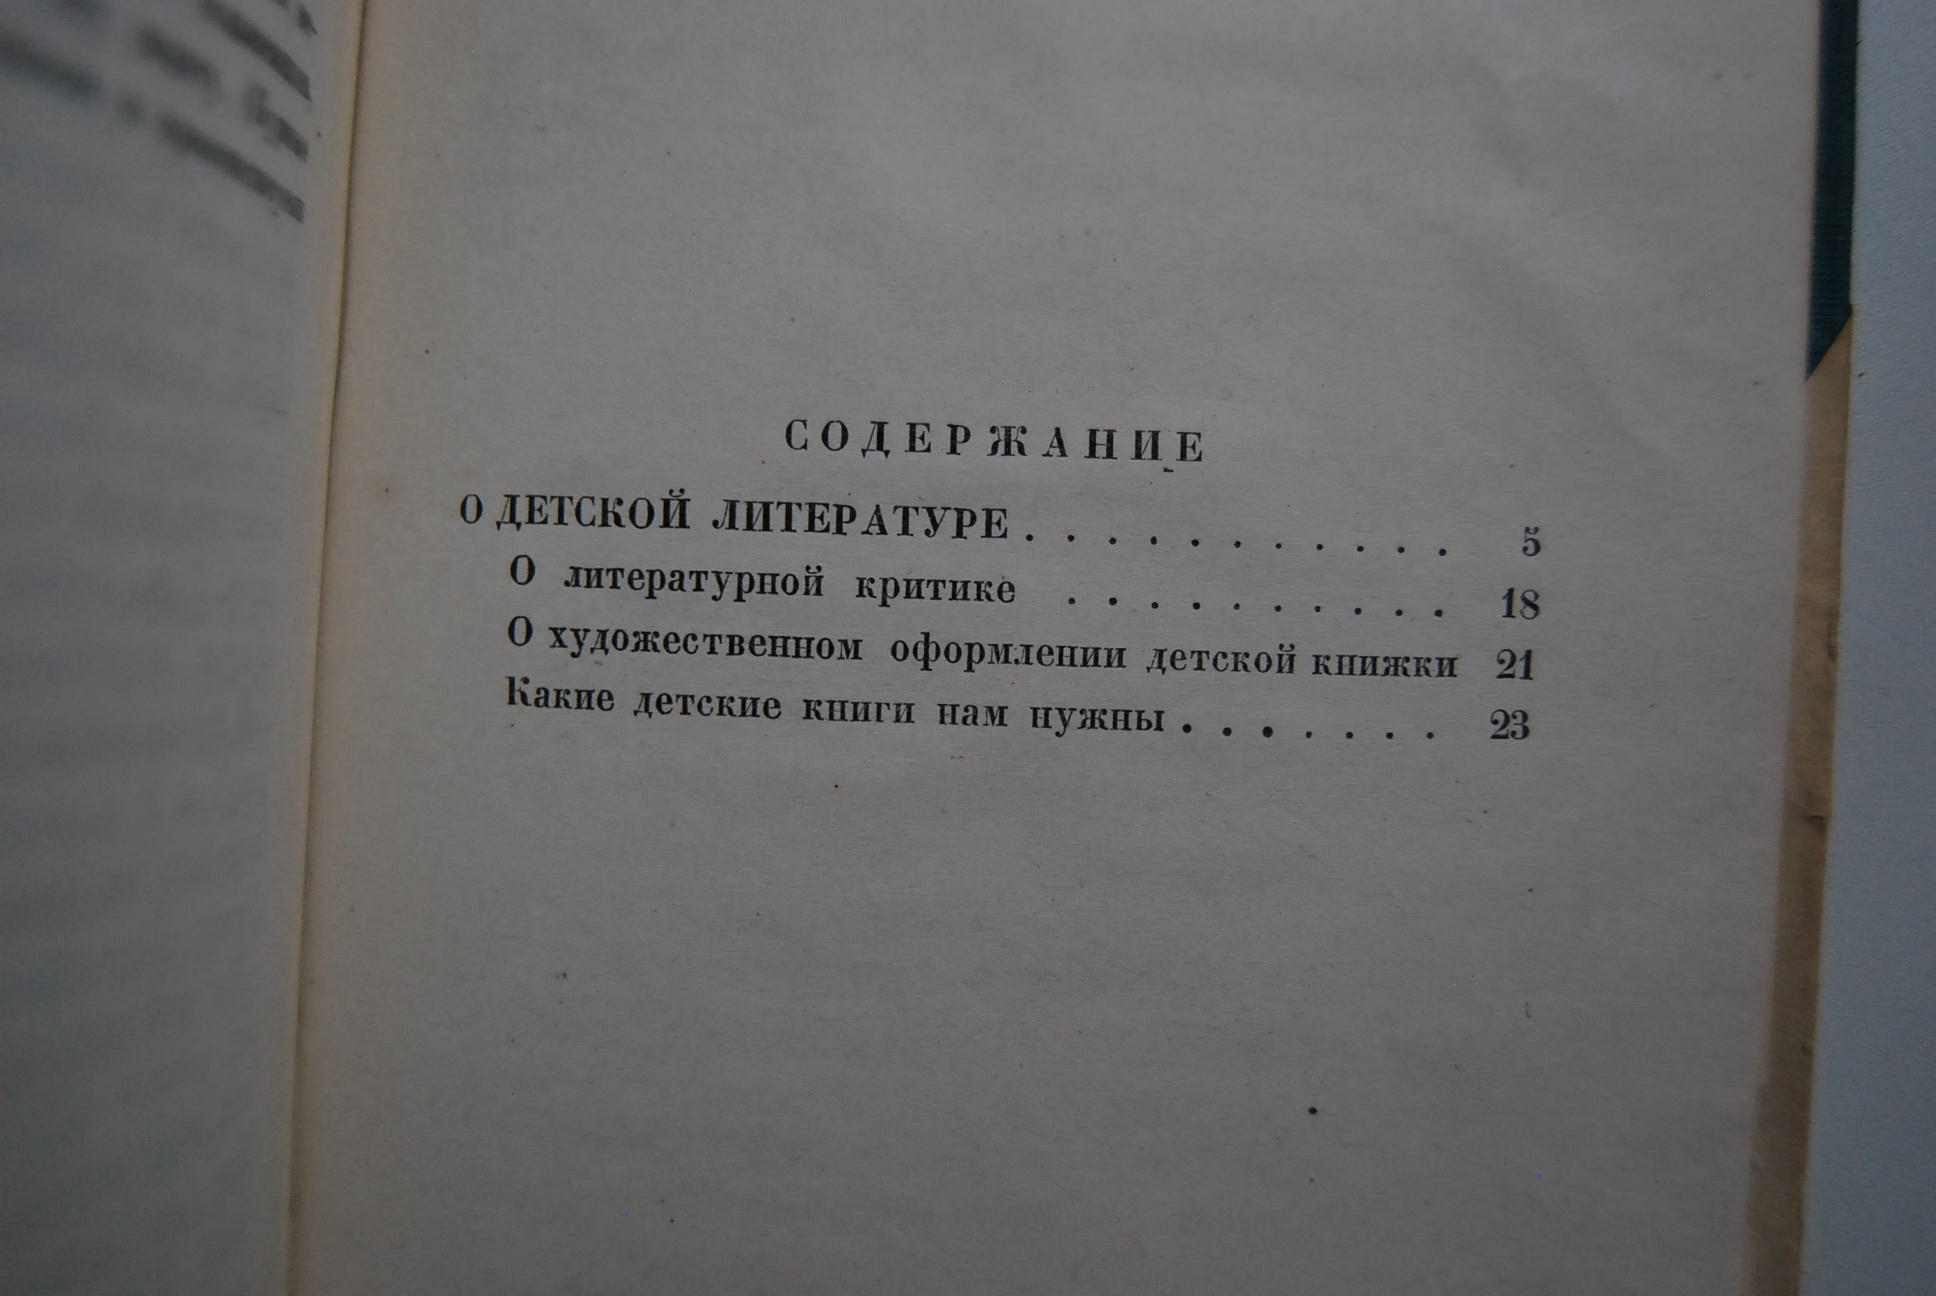 СОДЕРЖАНИЕ
О ДЕТСКОЙ ЛИТЕРАТУРЕ . . . . . . . . . . . 5
О литературной критике . . . . . . . . . . 18
О художественном оформлении детской книжки 21
Какие детские книги нам нужны . . . . . . . 23